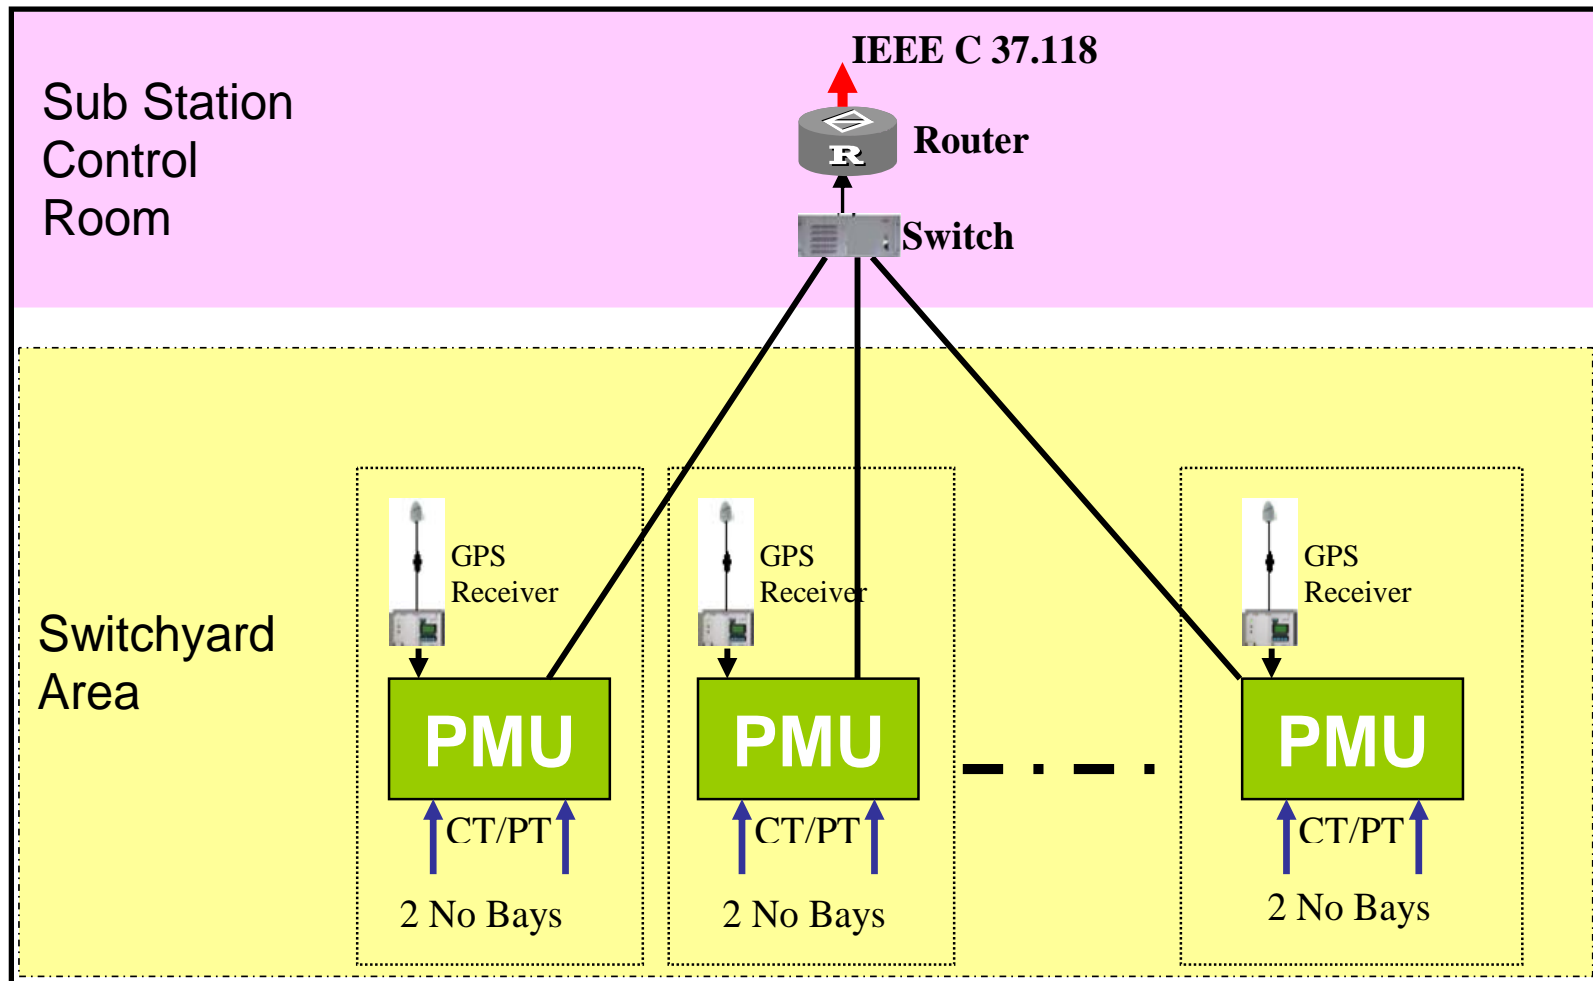 IEEE C 37.118
Sub Station
Control
Room
Router
R
Switch
GPS
Receiver
GPS
Receiver
GPS
Receiver
Switchyard
Area
PMU
PMU
PMU
CT/PT
CT/PT
CT/PT
2 No Bays
2 No Bays
2 No Bays